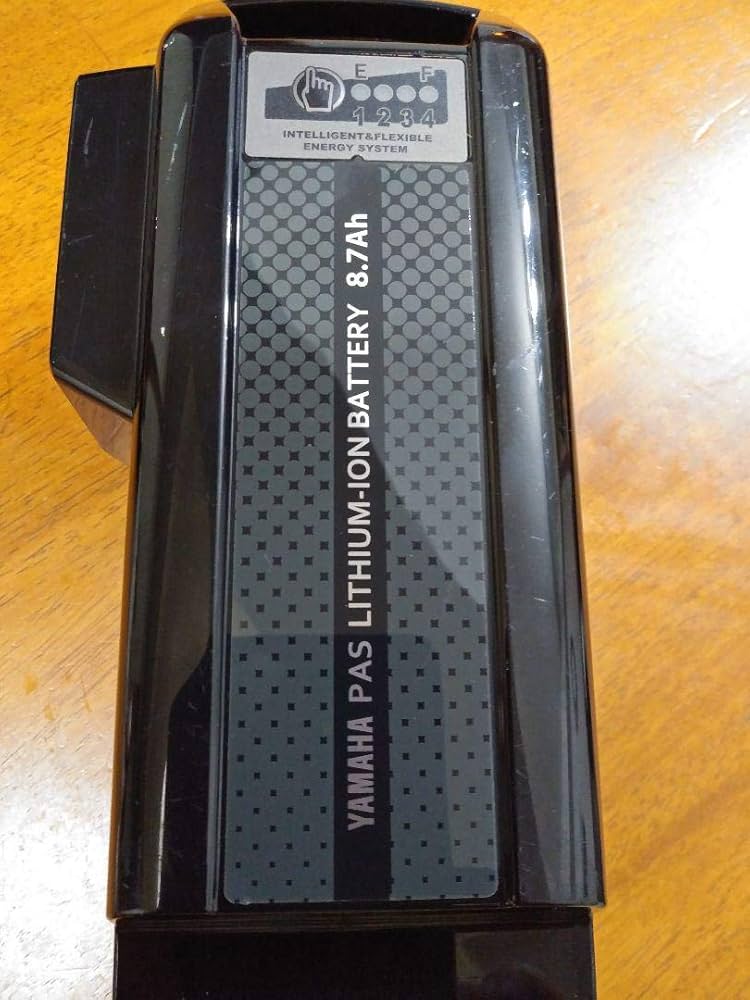 E F
1 2 3 4
INTELLIGENT&FLEXIBLE
ENERGY SYSTEM
YAMAHA PAS LITHIUM-ION BATTERY 8.7Ah